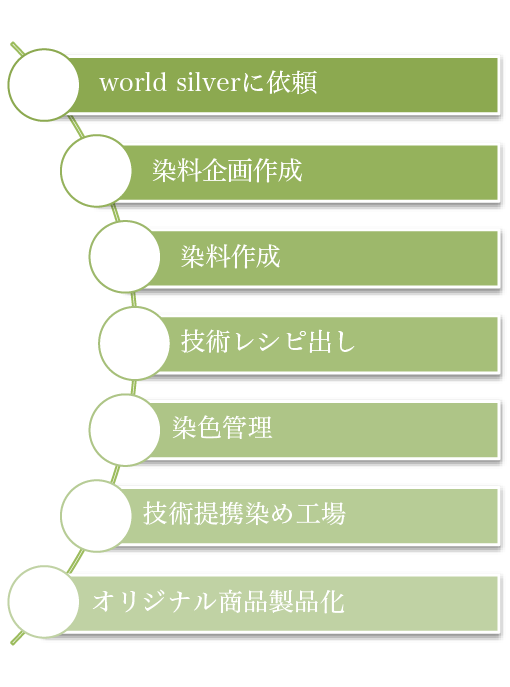 world silverに依頼
染料企画作成
染料作成
技術レシピ出し
染色管理
技術提携染め工場
オリジナル商品製品化